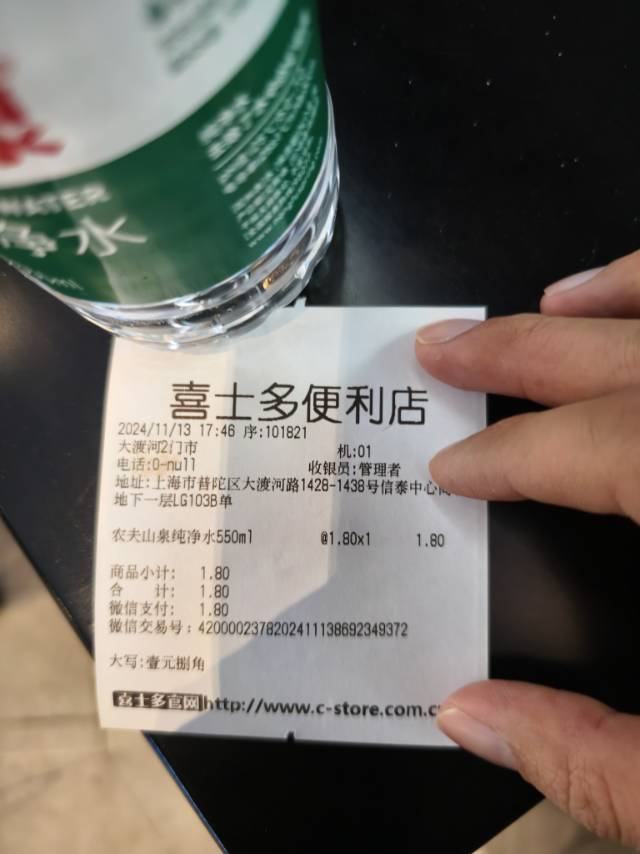 WATER
净水
喜士多便利店
2024/11/13 17:46 序:101821
大渡河2门市 机:01
电话:0-null 收银员:管理者
地址:上海市普陀区大渡河路1428-1438号信泰中心
地下一层LG103B单
农夫山泉纯净水550ml @1.80x1 1.80
商品小计: 1.80
合 计: 1.80
微信支付: 1.80
微信交易号:4200002378202411138692349372
大写:壹元捌角
喜士多官网http://www.c-store.com.c